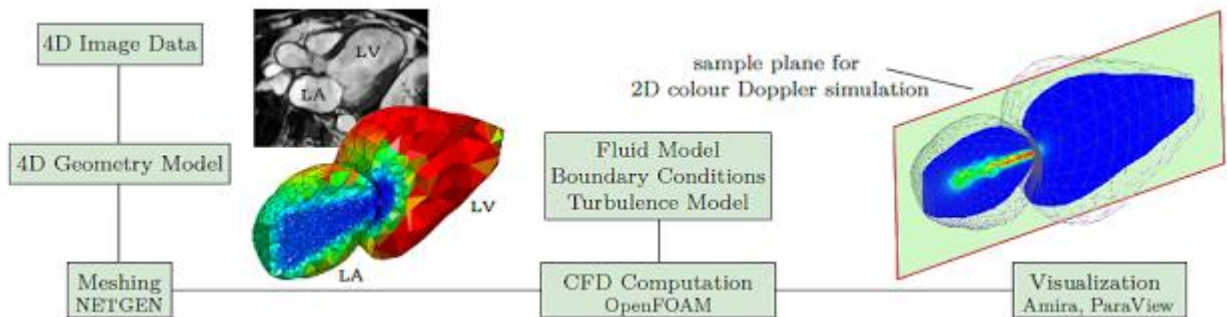 4D Image Data
LV
LA
sample plane for
2D colour Doppler simulation
4D Geometry Model
LV
LA
Fluid Model
Boundary Conditions
Turbulence Model
Meshing
NETGEN
CFD Computation
OpenFOAM
Visualization
Amira, ParaView